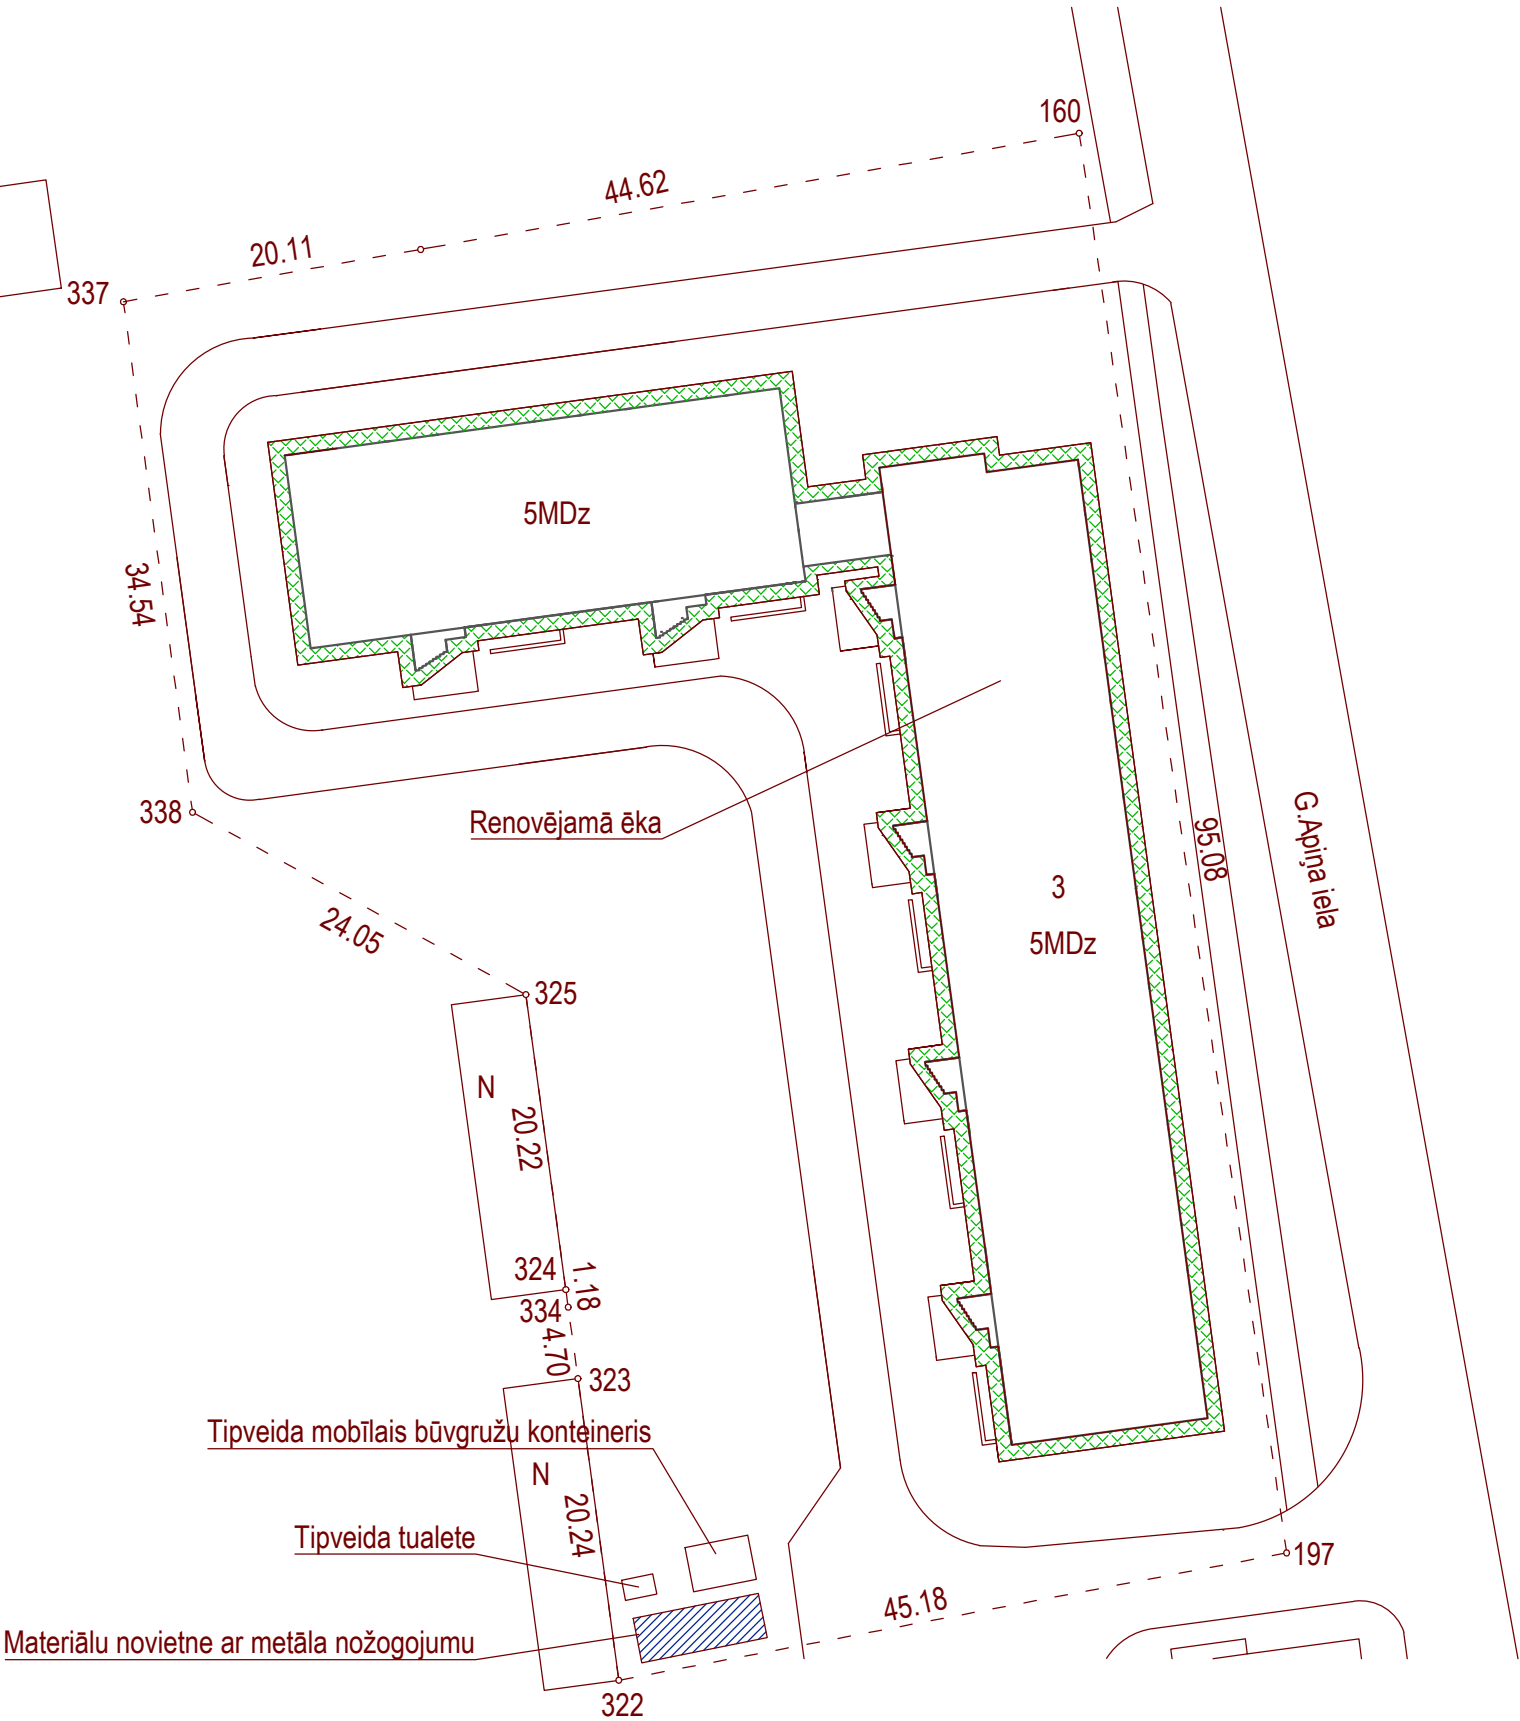 160
44.62
20.11
337
5MDz
34.54
338
Renovējamā ēka
95.08
G.Apiņa iela
3
5MDz
24.05
325
N
20.22
324
1.18
334
4.70
323
Tipveida mobīlais būvgružu konteineris
N
20.24
Tipveida tualete
197
45.18
Materiālu novietne ar metāla nožogojumu
322